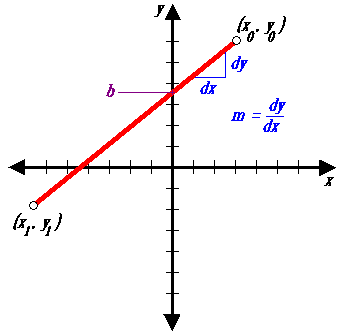 y
(x₀, y₀)
dy
b
dx
m = dy/dx
x
(x₁, y₁)